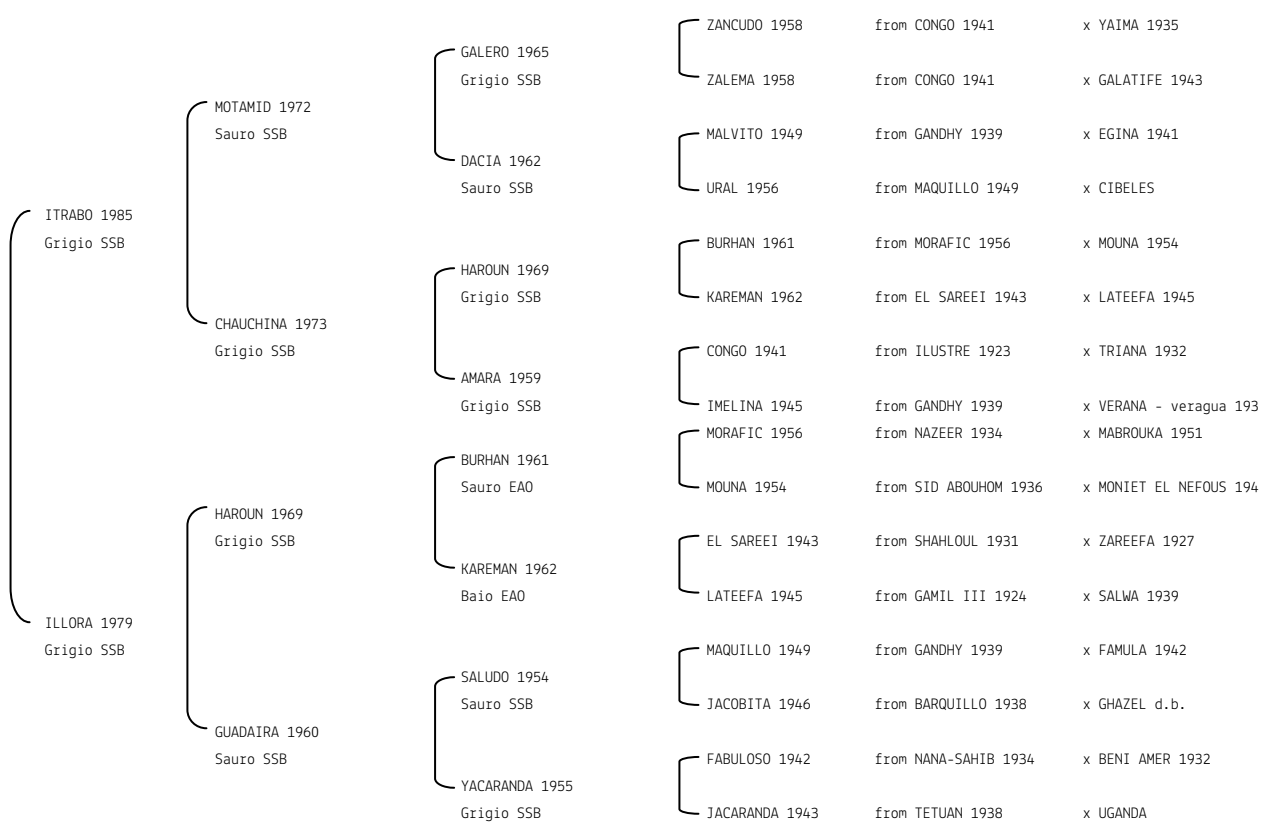 ZANCUDO 1958 from CONGO 1941 x YAIMA 1935
GALERO 1965
Grigio SSB ZALEMA 1958 from CONGO 1941 x GALATIFE 1943
MOTAMID 1972
Sauro SSB MALVITO 1949 from GANDHY 1939 x EGINA 1941
DACIA 1962
Sauro SSB URAL 1956 from MAQUILLO 1949 x CIBELES
ITRABO 1985
Grigio SSB BURHAN 1961 from MORAFIC 1956 x MOUNA 1954
HAROUN 1969
Grigio SSB KAREMAN 1962 from EL SAREEI 1943 x LATEEFA 1945
CHAUCHINA 1973
Grigio SSB CONGO 1941 from ILUSTRE 1923 x TRIANA 1932
AMARA 1959
Grigio SSB IMELINA 1945 from GANDHY 1939 x VERANA - veragua 193
MORAFIC 1956 from NAZEER 1934 x MABROUKA 1951
BURHAN 1961
Sauro EAO MOUNA 1954 from SID ABOUHOM 1936 x MONIET EL NEFOUS 194
HAROUN 1969
Grigio SSB EL SAREEI 1943 from SHAHLOUL 1931 x ZAREEFA 1927
KAREMAN 1962
Baio EAO LATEEFA 1945 from GAMIL III 1924 x SALWA 1939
ILLORA 1979
Grigio SSB MAQUILLO 1949 from GANDHY 1939 x FAMULA 1942
SALUDO 1954
Sauro SSB JACOBITA 1946 from BARQUILLO 1938 x GHAZEL d.b.
GUADAIRA 1960
Sauro SSB FABULOSO 1942 from NANA-SAHIB 1934 x BENI AMER 1932
YACARANDA 1955
Grigio SSB JACARANDA 1943 from TETUAN 1938 x UGANDA